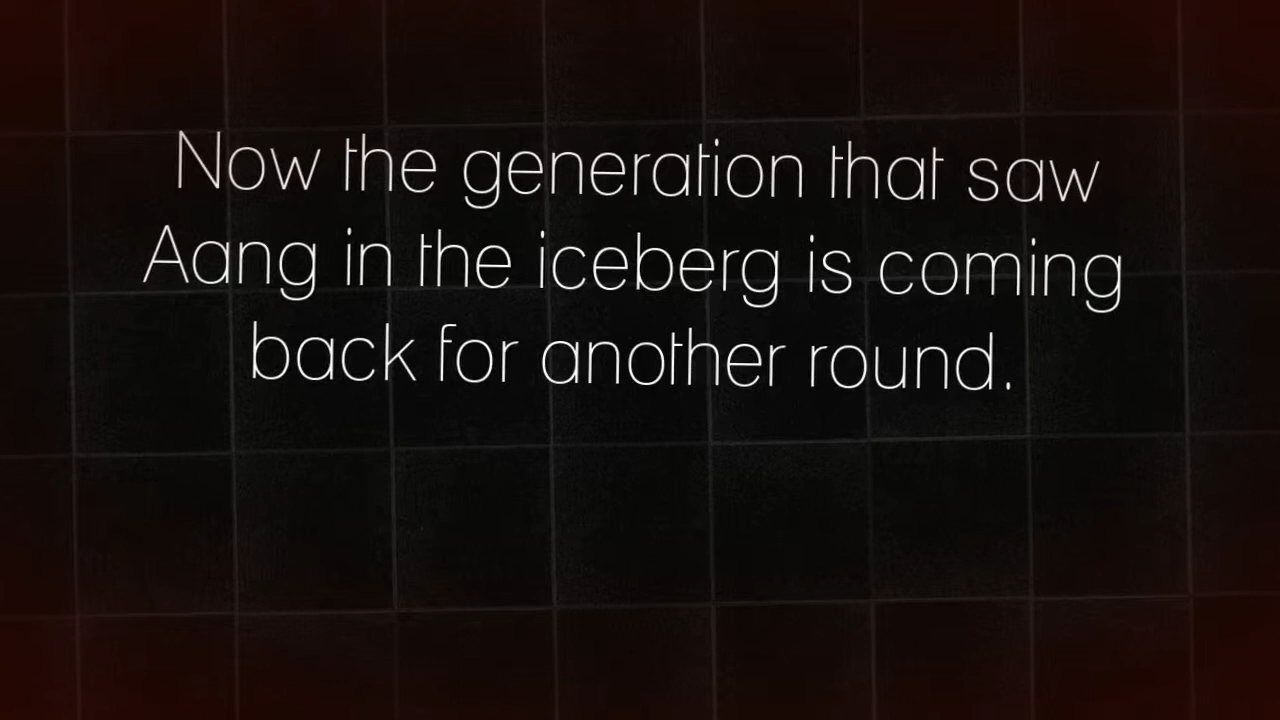 Now the generation that saw
Aang in the iceberg is coming
back for another round.